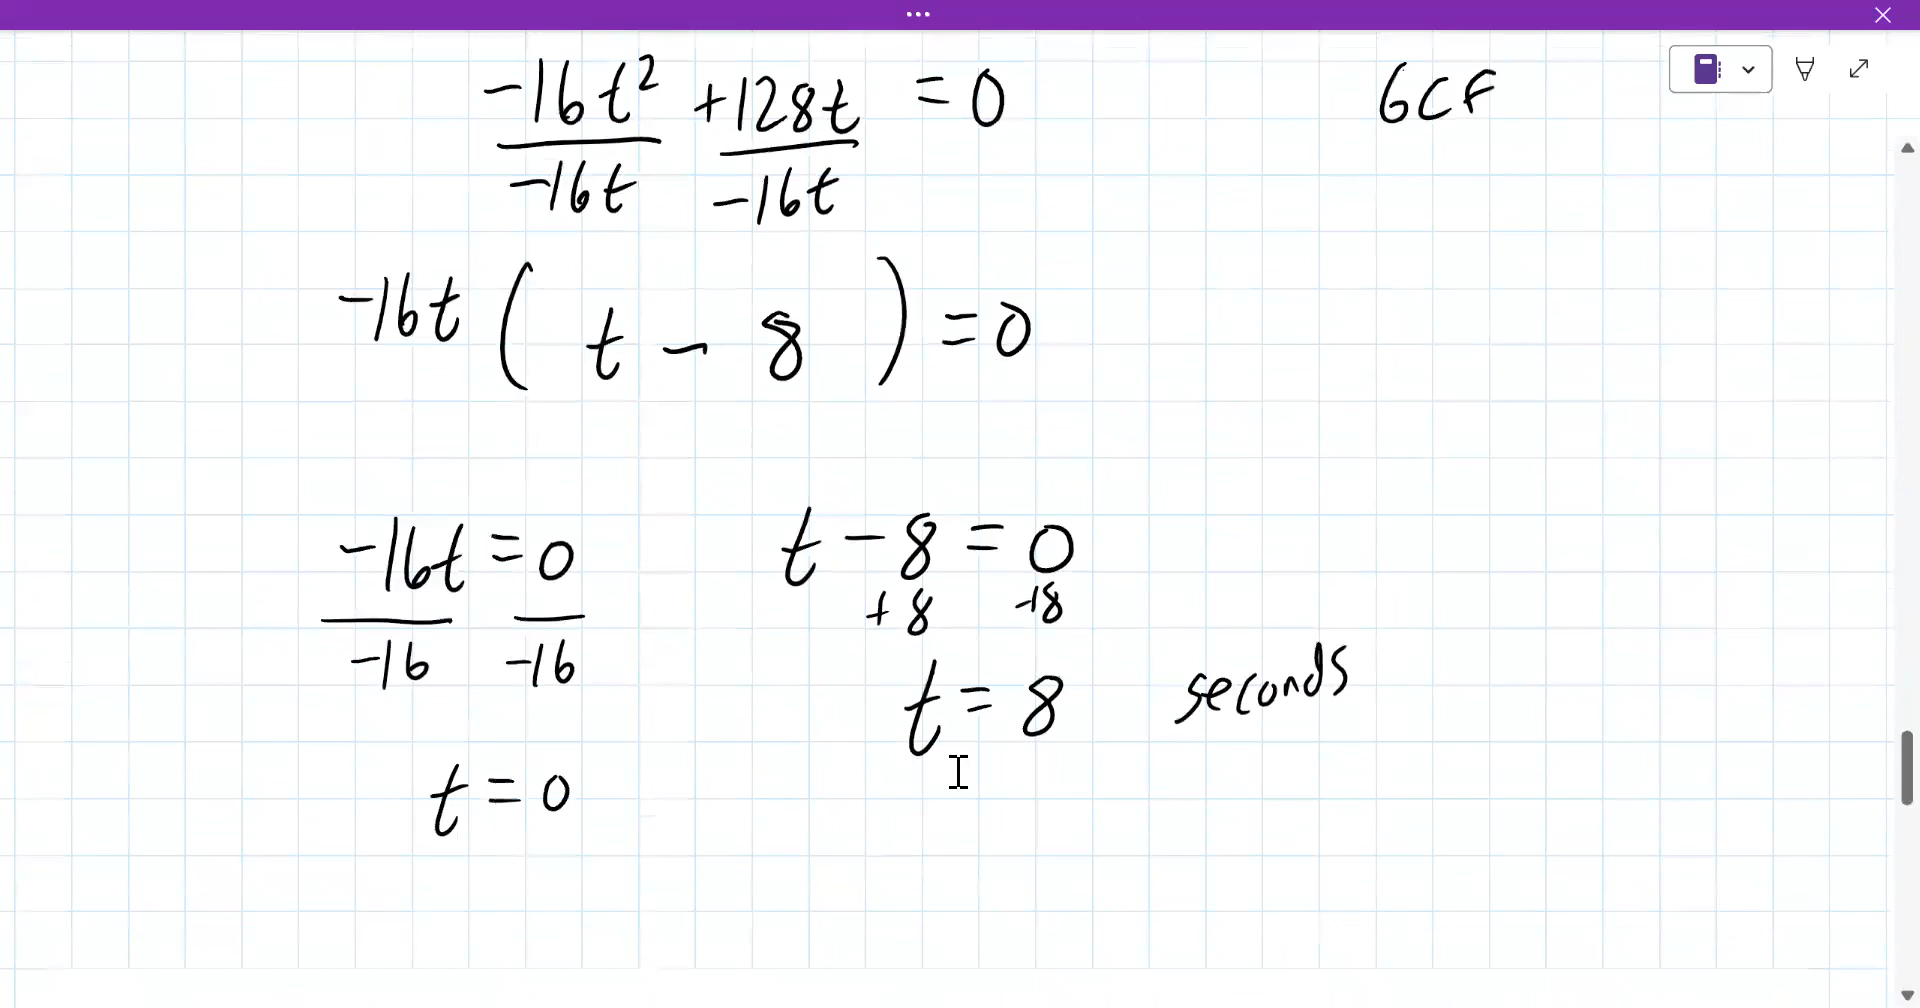 -16t² +128t = 0 GCF
-16t -16t
-16t ( t - 8 ) = 0
-16t = 0 t - 8 = 0
-16 -16 +8 +8
t = 8 seconds
t = 0